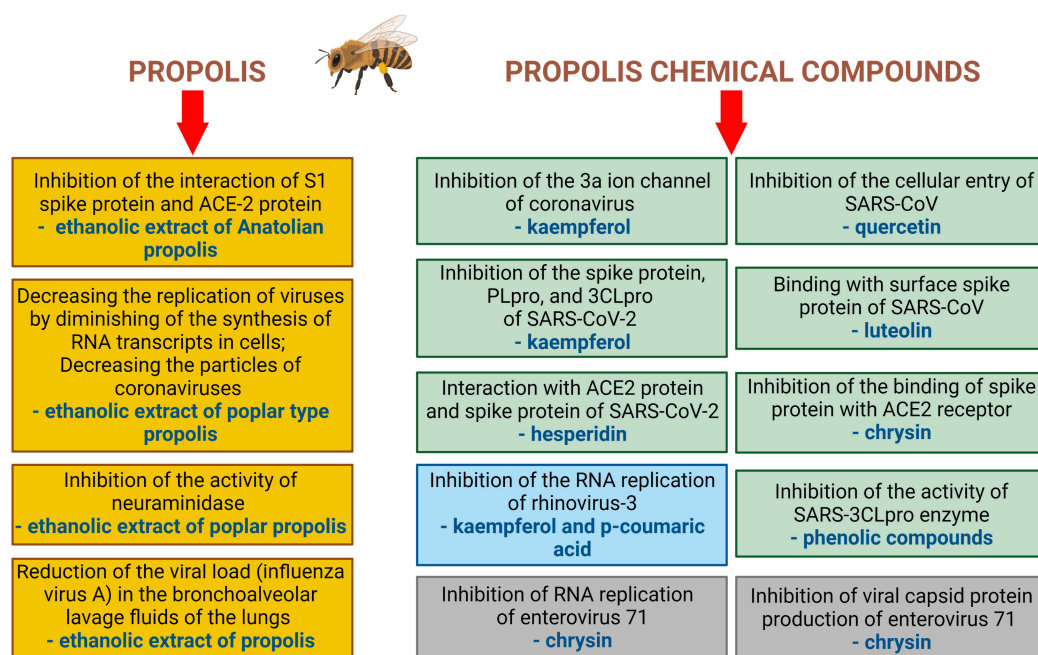 PROPOLIS
Inhibition of the interaction of S1
spike protein and ACE-2 protein
- ethanolic extract of Anatolian
propolis
Decreasing the replication of viruses
by diminishing of the synthesis of
RNA transcripts in cells;
Decreasing the particles of
coronaviruses
- ethanolic extract of poplar type
propolis
Inhibition of the activity of
neuraminidase
- ethanolic extract of poplar propolis
Reduction of the viral load (influenza
virus A) in the bronchoalveolar
lavage fluids of the lungs
- ethanolic extract of propolis
PROPOLIS CHEMICAL COMPOUNDS
Inhibition of the 3a ion channel
of coronavirus
- kaempferol
Inhibition of the cellular entry of
SARS-CoV
- quercetin
Inhibition of the spike protein,
PLpro, and 3CLpro
of SARS-CoV-2
- kaempferol
Binding with surface spike
protein of SARS-CoV
- luteolin
Interaction with ACE2 protein
and spike protein of SARS-CoV-2
- hesperidin
Inhibition of the binding of spike
protein with ACE2 receptor
- chrysin
Inhibition of the RNA replication
of rhinovirus-3
- kaempferol and p-coumaric
acid
Inhibition of the activity of
SARS-3CLpro enzyme
- phenolic compounds
Inhibition of RNA replication
of enterovirus 71
- chrysin
Inhibition of viral capsid protein
production of enterovirus 71
- chrysin